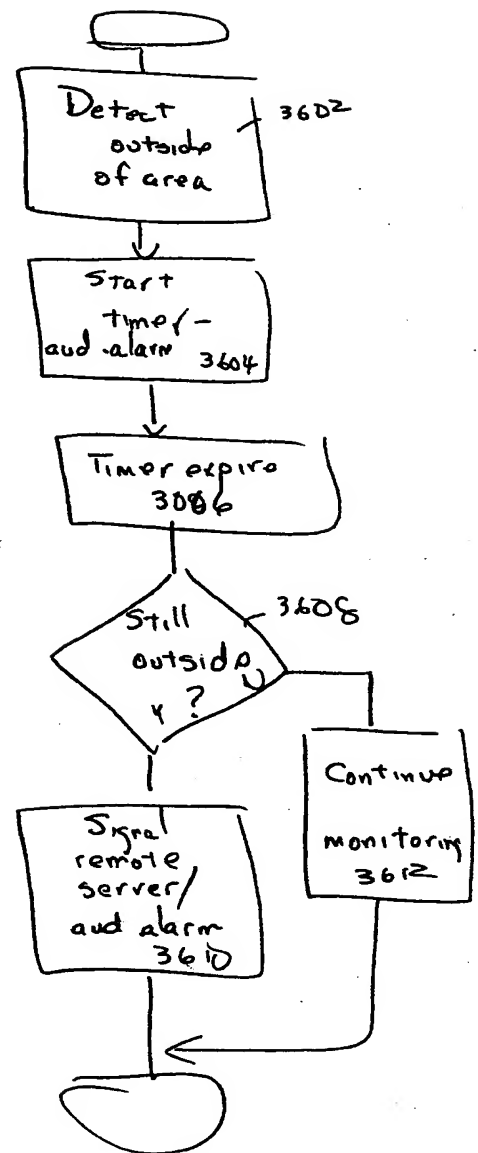 Detect
outside
of area
3602
Start
timer-
aud alarm
3604
Timer expire
3606
Still
outside
?
Y
N
3608
Signal
remote
server/
aud alarm
3610
Continue
monitoring
3612